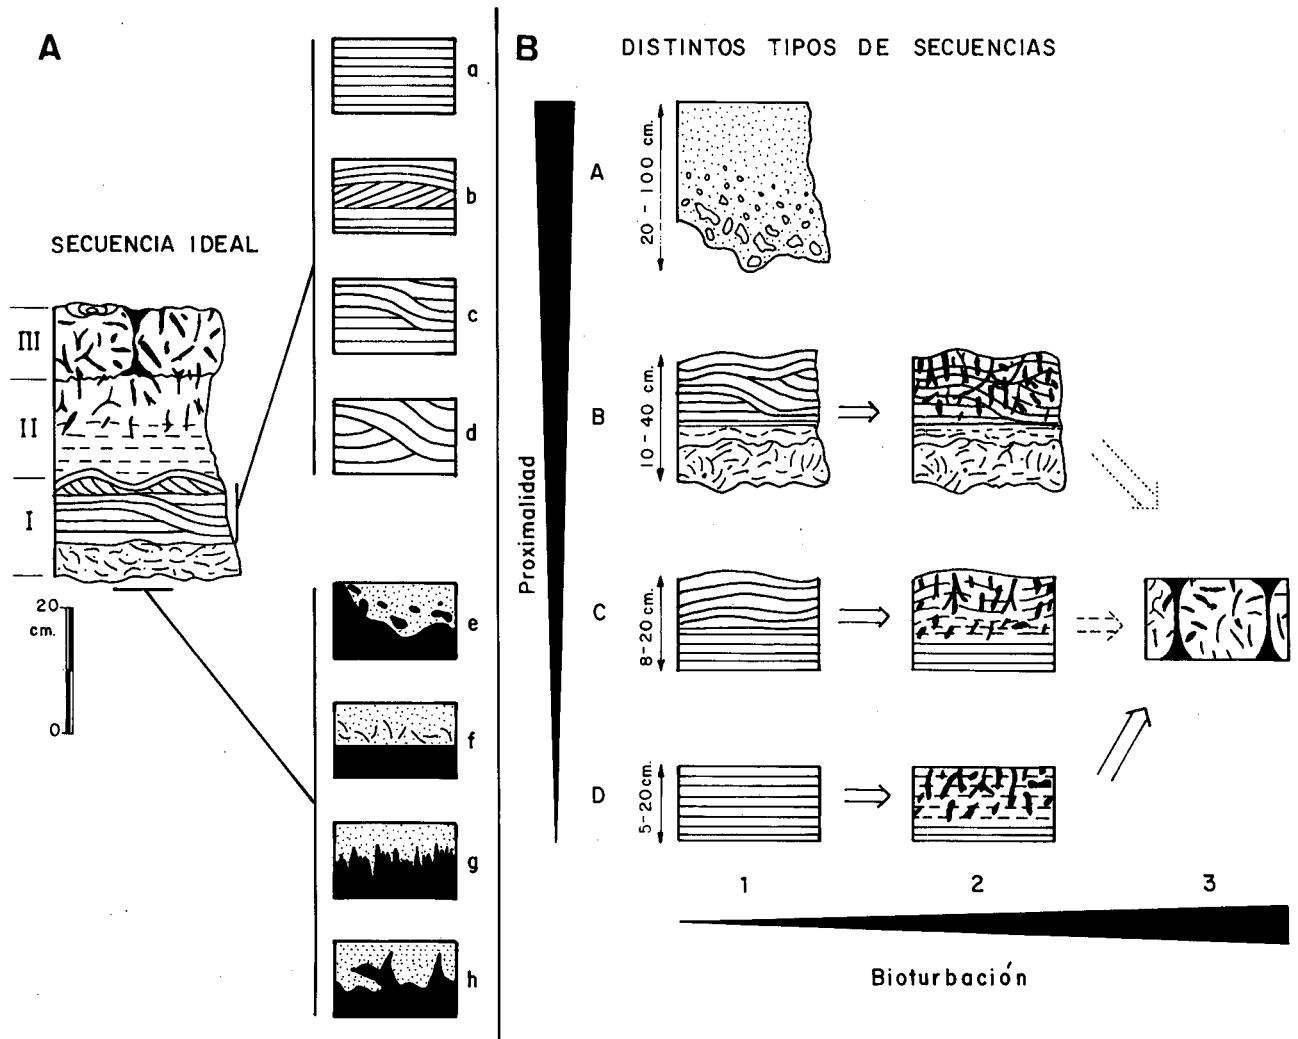 A
SECUENCIA IDEAL
III
II
I
20
cm.
0
a
b
c
d
e
f
g
h
B
DISTINTOS TIPOS DE SECUENCIAS
Proximalidad
A
20 - 100 cm.
B
10 - 40 cm.
C
8-20 cm.
D
5-20 cm.
1
2
3
Bioturbación